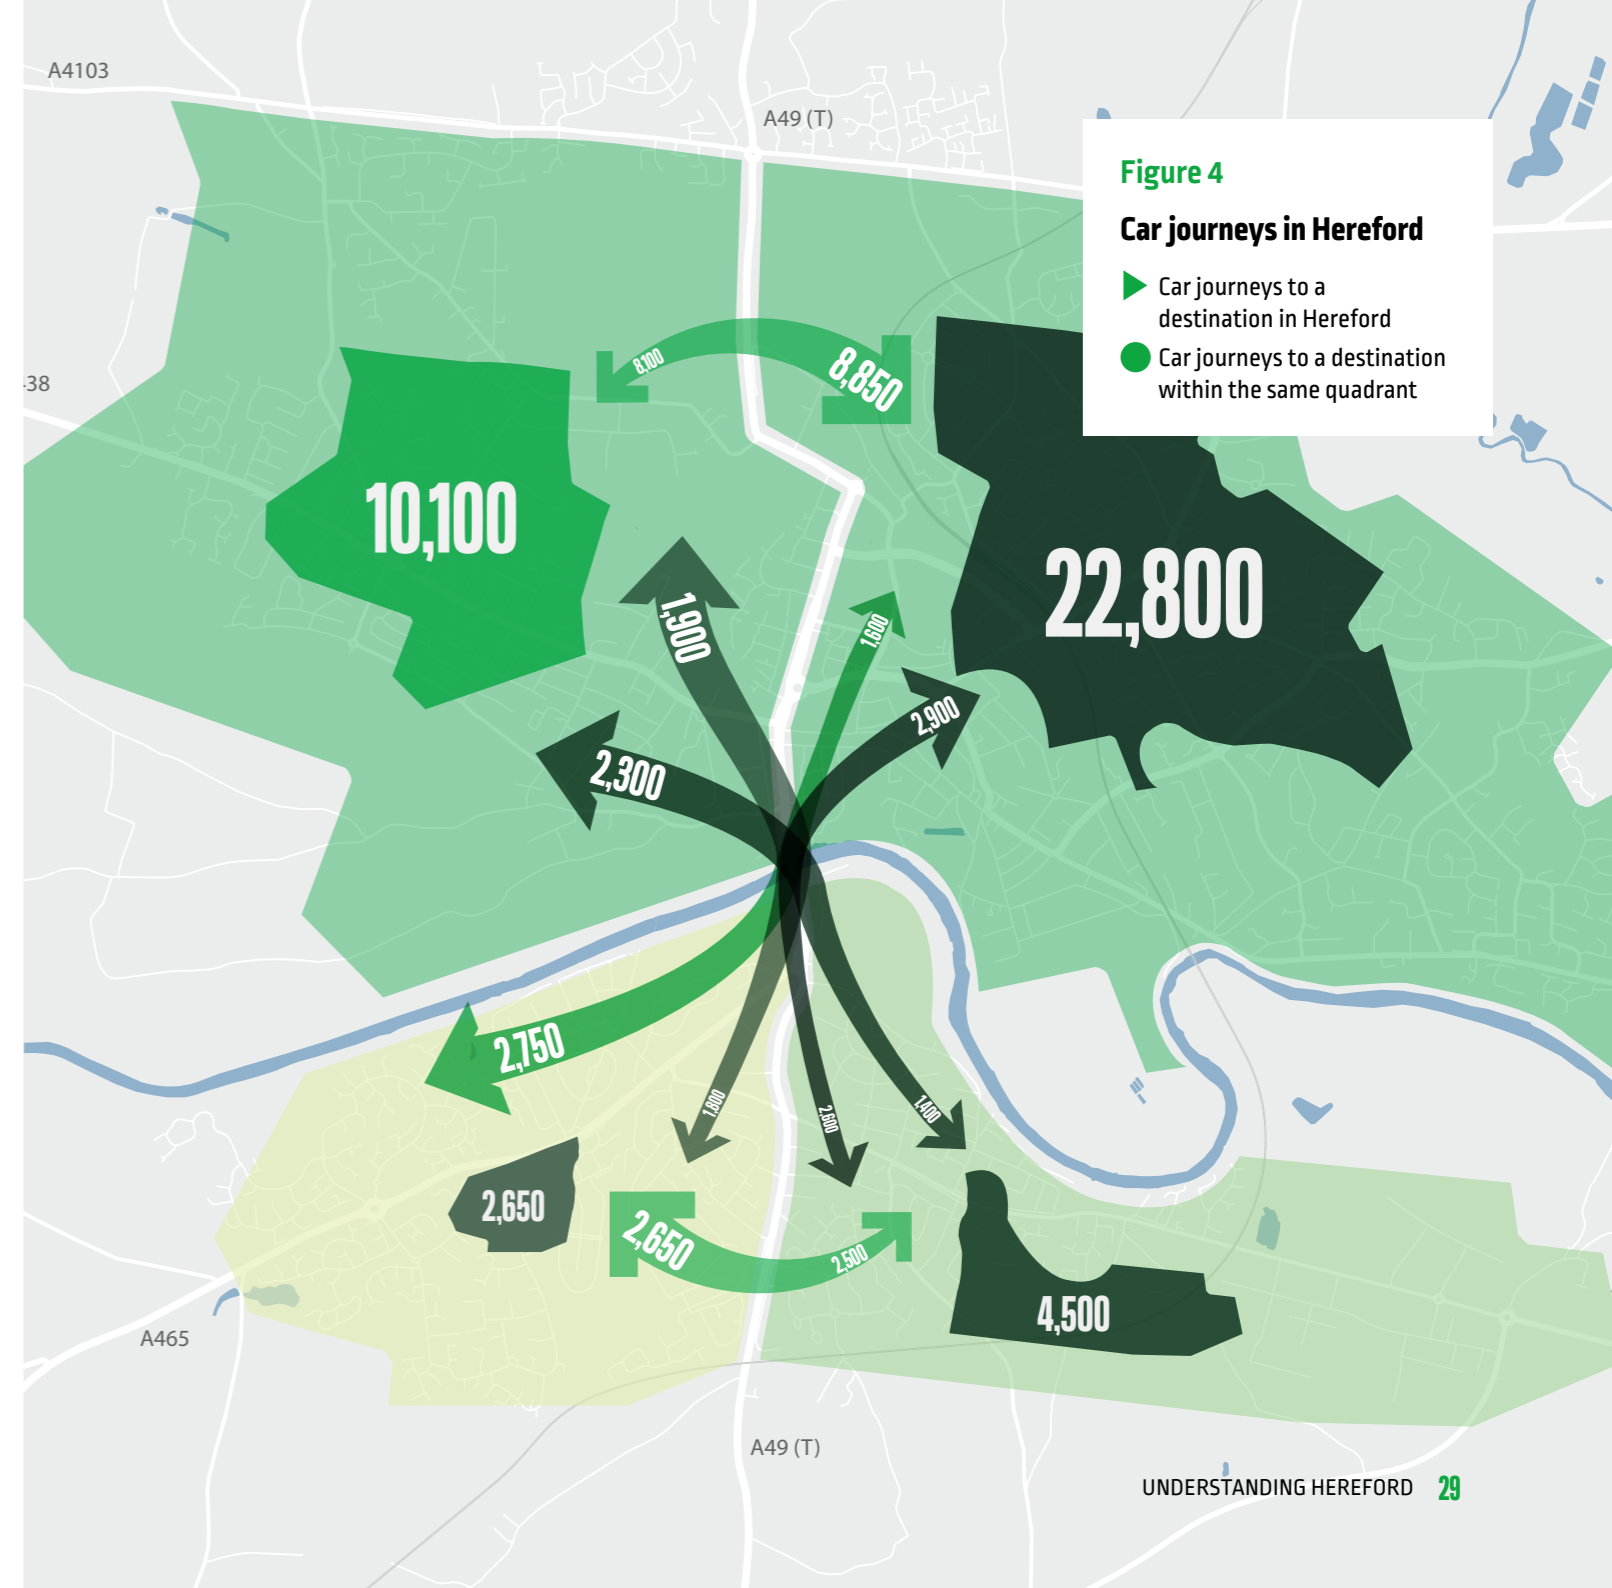 A4103
A49 (T)
Figure 4
Car journeys in Hereford
Car journeys to a
destination in Hereford
Car journeys to a destination
within the same quadrant
38
8,100
8,850
10,100
22,800
1,900
1,600
2,900
2,300
2,750
1,800
2,600
1,400
2,650
2,650
2,500
4,500
A465
A49 (T)
UNDERSTANDING HEREFORD 29